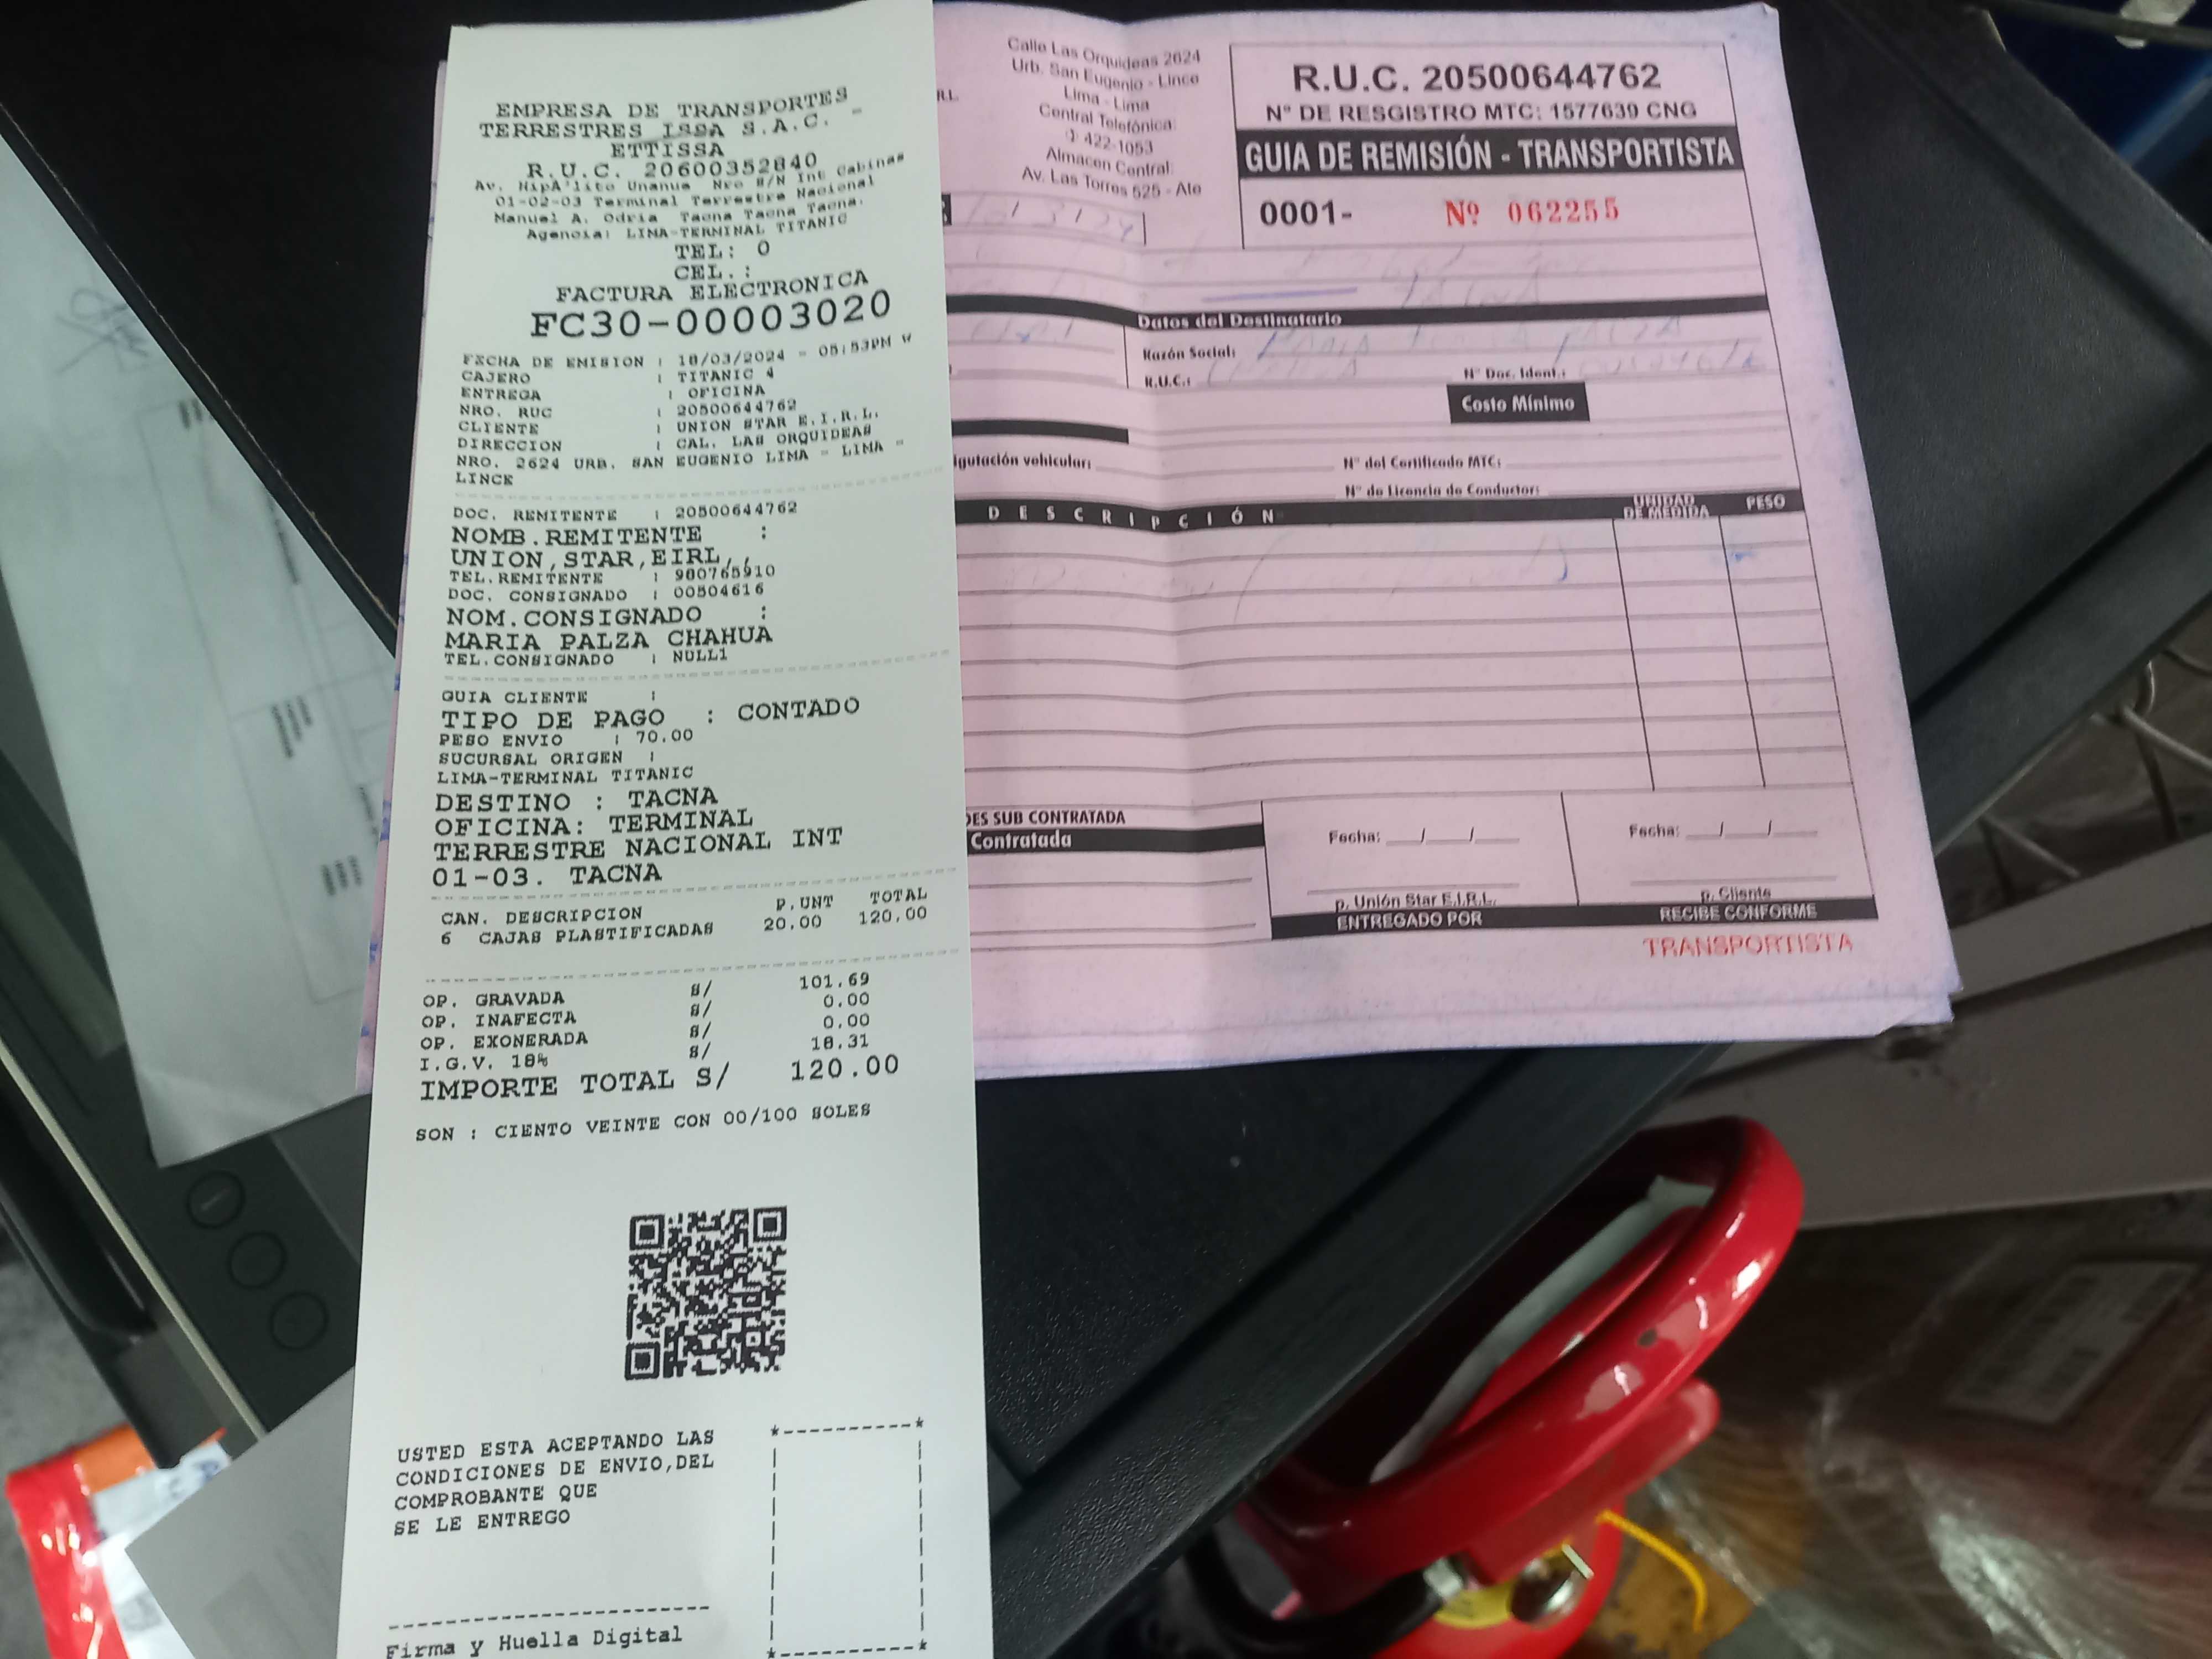 EMPRESA DE TRANSPORTES
TERRESTRES ISSA S.A.C. -
ETTISSA
R.U.C. 20600352840
Av. HipÃ³lito Unanue Nro S/N Int Cabinas
01-02-03 Terminal Terrestre Nacional
Manuel A. Odria Tacna Tacna Tacna.
Agencia: LIMA-TERMINAL TITANIC
TEL: 0
CEL.:
FACTURA ELECTRONICA
FC30-00003020
FECHA DE EMISION : 18/03/2024 - 05:53PM W
CAJERO : TITANIC 4
ENTREGA : OFICINA
NRO. RUC : 20500644762
CLIENTE : UNION STAR E.I.R.L.
DIRECCION : CAL. LAS ORQUIDEAS
NRO. 2624 URB. SAN EUGENIO LIMA - LIMA -
LINCE
DOC. REMITENTE : 20500644762
NOMB.REMITENTE :
UNION,STAR,EIRL,,
TEL.REMITENTE : 980765910
DOC. CONSIGNADO : 00504616
NOM.CONSIGNADO :
MARIA PALZA CHAHUA
TEL.CONSIGNADO : NULL1
GUIA CLIENTE :
TIPO DE PAGO : CONTADO
PESO ENVIO : 70.00
SUCURSAL ORIGEN :
LIMA-TERMINAL TITANIC
DESTINO : TACNA
OFICINA: TERMINAL
TERRESTRE NACIONAL INT
01-03. TACNA
CAN. DESCRIPCION P.UNT TOTAL
6 CAJAS PLASTIFICADAS 20.00 120.00
OP. GRAVADA S/ 101.69
OP. INAFECTA S/ 0.00
OP. EXONERADA S/ 0.00
I.G.V. 18% S/ 18.31
IMPORTE TOTAL S/ 120.00
SON : CIENTO VEINTE CON 00/100 SOLES
USTED ESTA ACEPTANDO LAS
CONDICIONES DE ENVIO,DEL
COMPROBANTE QUE
SE LE ENTREGO
Firma y Huella Digital
Calle Las Orquideas 2624
Urb. San Eugenio - Lince
Lima - Lima
Central Telefónica:
422-1053
Almacen Central:
Av. Las Torres 525 - Ate
R.U.C. 20500644762
Nº DE RESGISTRO MTC: 1577639 CNG
GUIA DE REMISIÓN - TRANSPORTISTA
0001- Nº 062255
Datos del Destinatario
Razón Social:
R.U.C.: Nº Doc. Ident.:
Costo Mínimo
vehicular: Nº del Certificado MTC:
Nº de Licencia de Conductor:
DESCRIPCIÓN UNIDAD DE MEDIDA PESO
DES SUB CONTRATADA
Contratada
Fecha: __/__/__ Fecha: __/__/__
p. Unión Star E.I.R.L. p. Cliente
ENTREGADO POR RECIBE CONFORME
TRANSPORTISTA